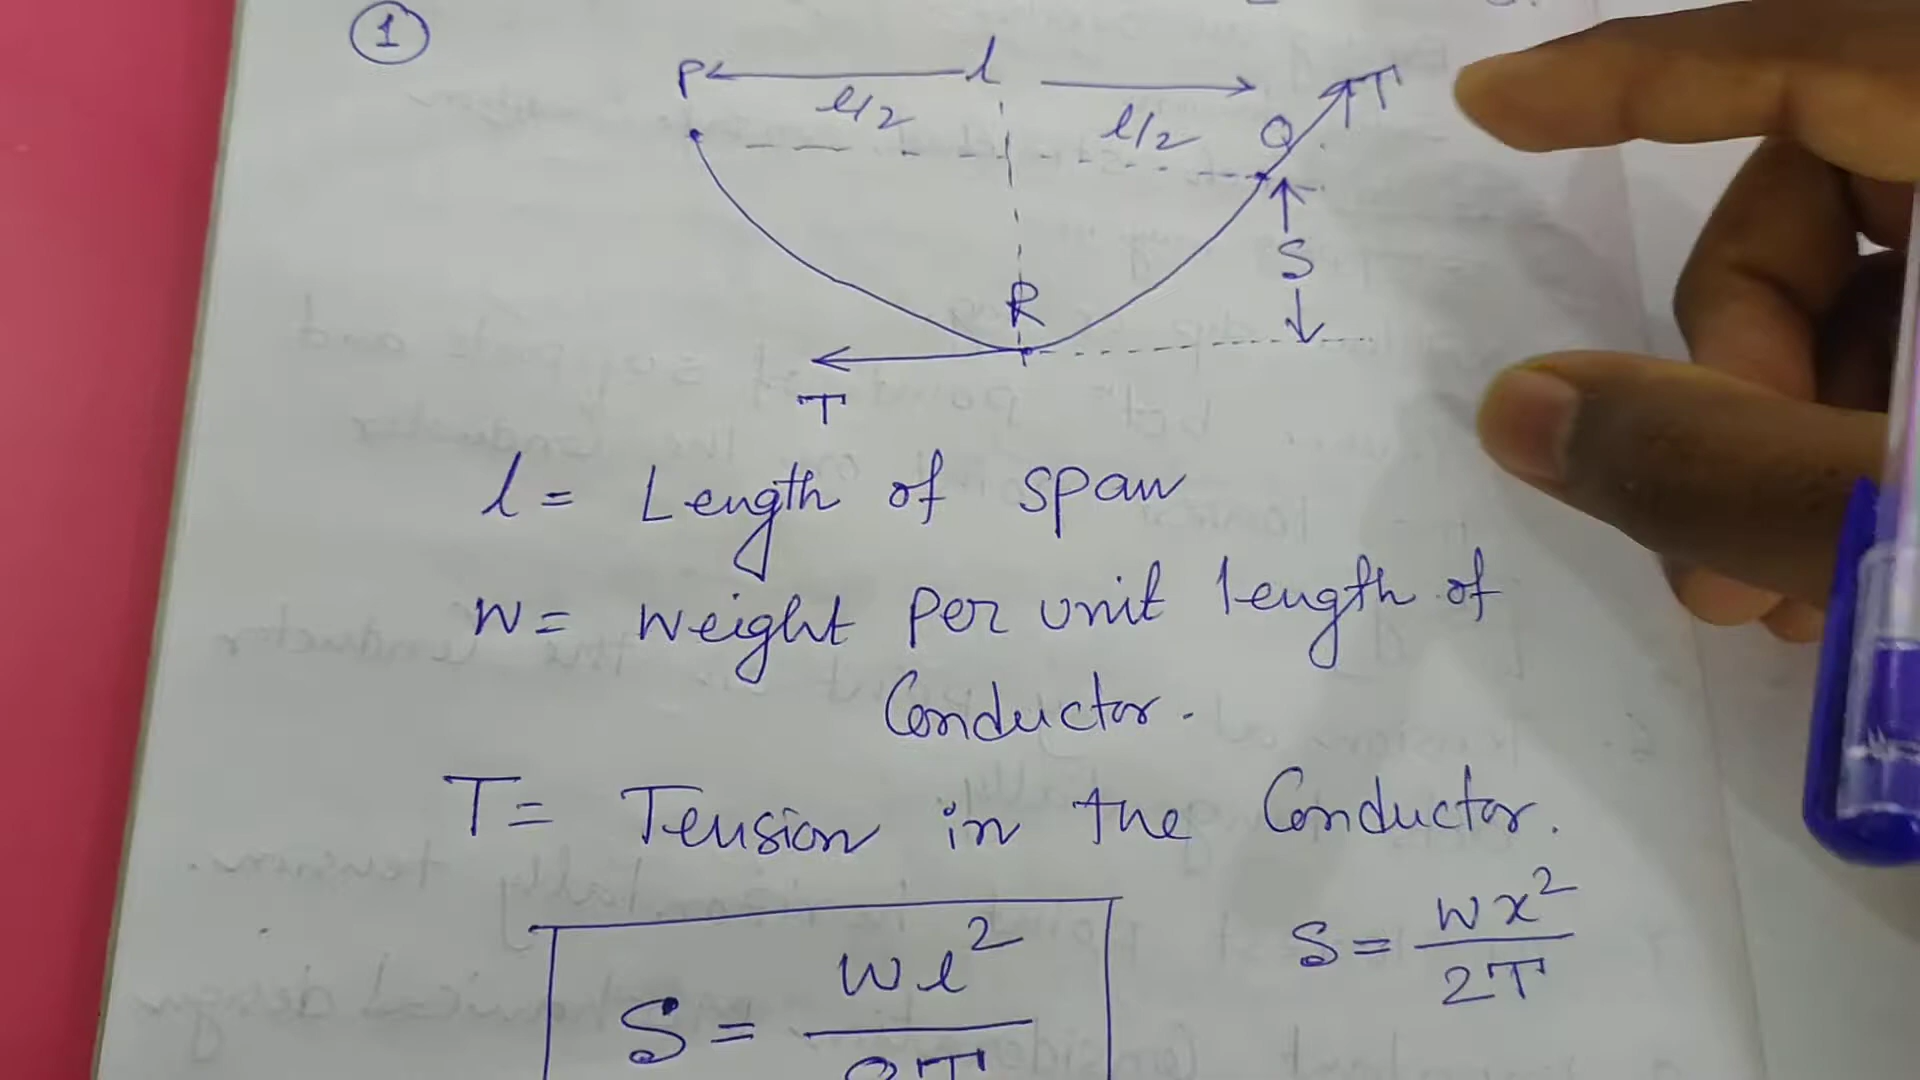 1
P l
l/2 l/2 Q T
S
R
T
l = Length of span
W = Weight per unit length of
Conductor.
T = Tension in the Conductor.
S = Wl²/
S = Wx²/2T